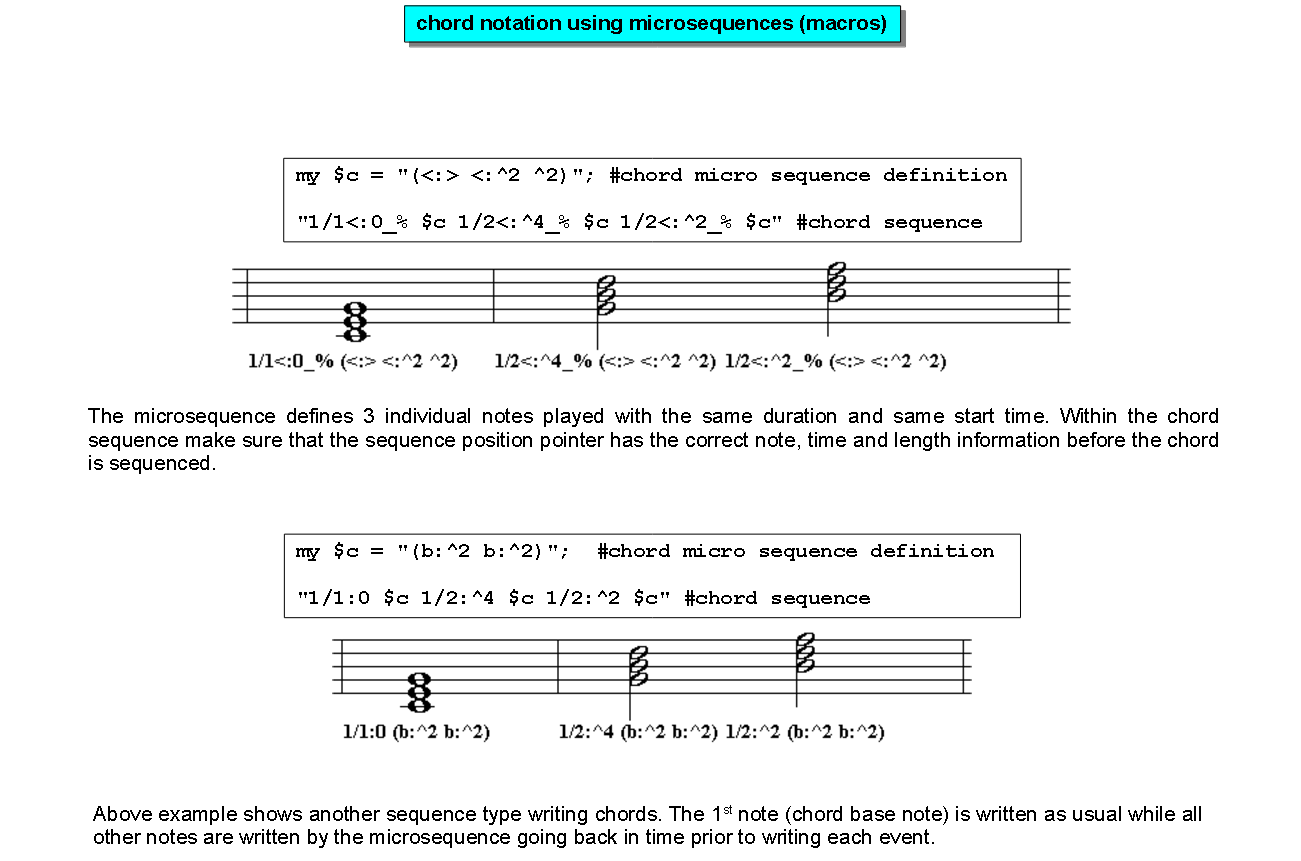 chord notation using microsequences (macros)
my $c = "(<:> <:^2 ^2)"; #chord micro sequence definition
"1/1<:0_% $c 1/2<:^4_% $c 1/2<:^2_% $c" #chord sequence
1/1<:0_% (<:> <:^2 ^2) 1/2<:^4_% (<:> <:^2 ^2) 1/2<:^2_% (<:> <:^2 ^2)
The microsequence defines 3 individual notes played with the same duration and same start time. Within the chord
sequence make sure that the sequence position pointer has the correct note, time and length information before the chord
is sequenced.
my $c = "(b:^2 b:^2)"; #chord micro sequence definition
"1/1:0 $c 1/2:^4 $c 1/2:^2 $c" #chord sequence
1/1:0 (b:^2 b:^2) 1/2:^4 (b:^2 b:^2) 1/2:^2 (b:^2 b:^2)
Above example shows another sequence type writing chords. The 1st note (chord base note) is written as usual while all
other notes are written by the microsequence going back in time prior to writing each event.